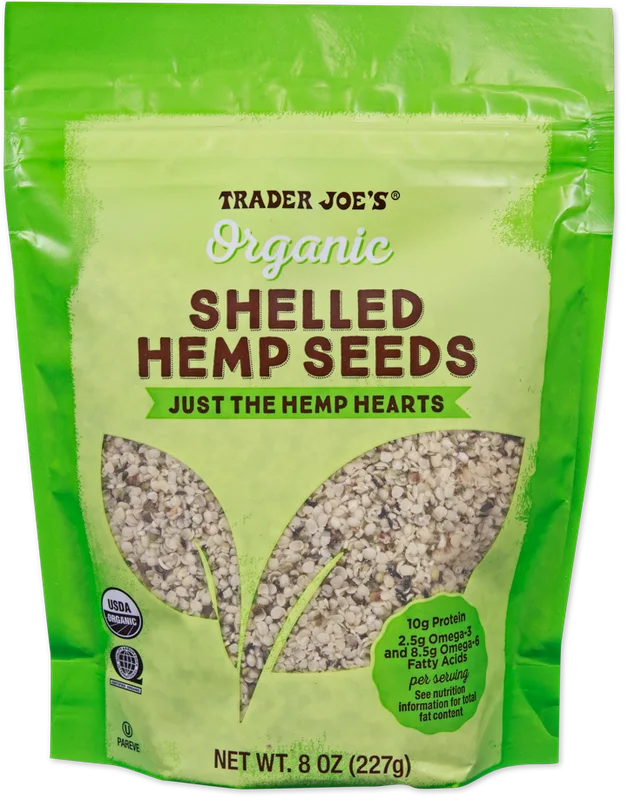 TRADER JOE'S®
Organic
SHELLED
HEMP SEEDS
JUST THE HEMP HEARTS
USDA
ORGANIC
10g Protein
2.5g Omega-3
and 8.5g Omega-6
Fatty Acids
per serving
See nutrition
information for total
fat content
U
PAREVE
NET WT. 8 OZ (227g)